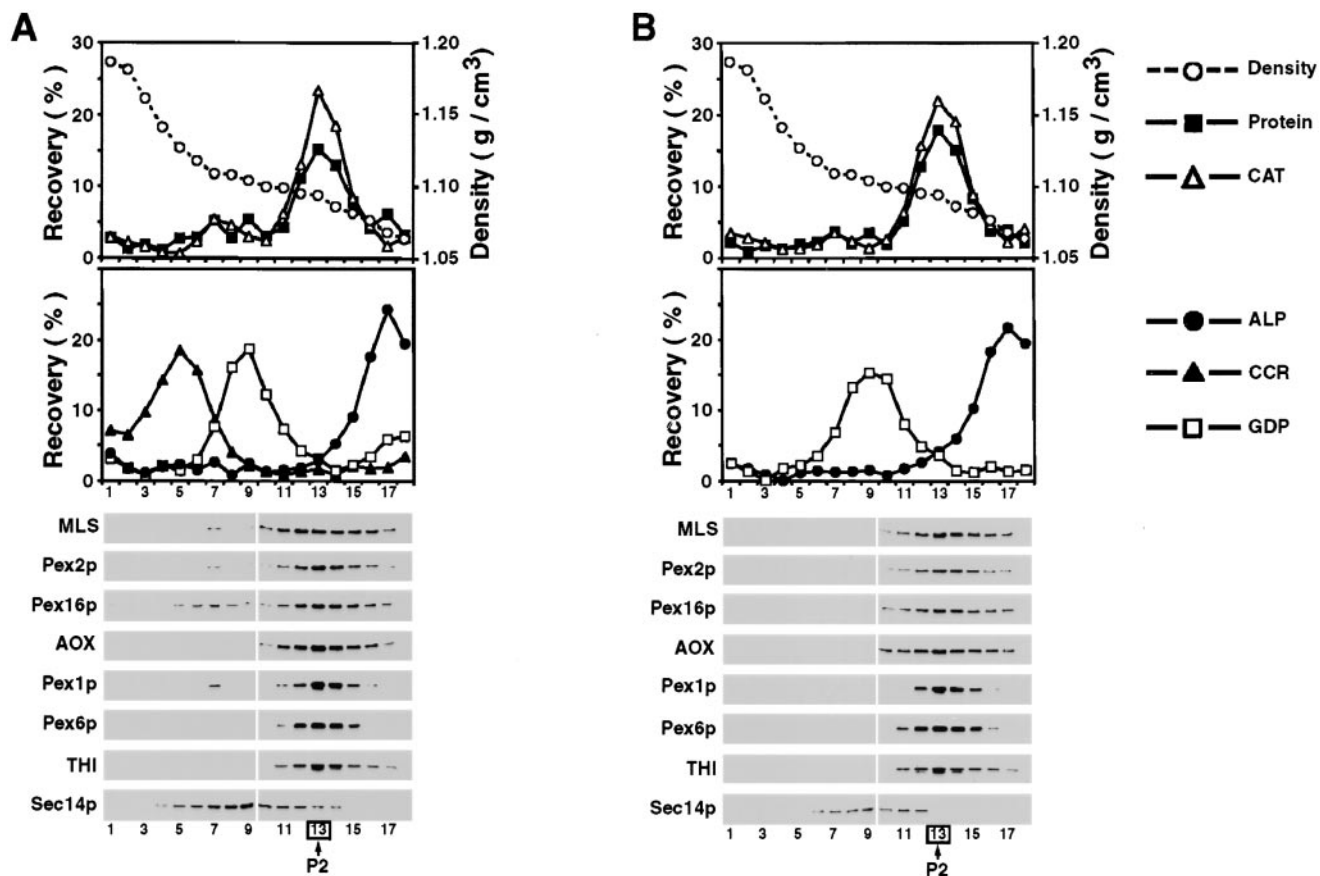 A
Recovery (%)
30
20
10
0
1.20
1.15
1.10
1.05
Density (g / cm³)
Recovery (%)
20
10
0
1 3 5 7 9 11 13 15 17
MLS
Pex2p
Pex16p
AOX
Pex1p
Pex6p
THI
Sec14p
1 3 5 7 9 11 13 15 17
P2
B
Recovery (%)
30
20
10
0
1.20
1.15
1.10
1.05
Density (g / cm³)
Recovery (%)
20
10
0
1 3 5 7 9 11 13 15 17
MLS
Pex2p
Pex16p
AOX
Pex1p
Pex6p
THI
Sec14p
1 3 5 7 9 11 13 15 17
P2
Density
Protein
CAT
ALP
CCR
GDP